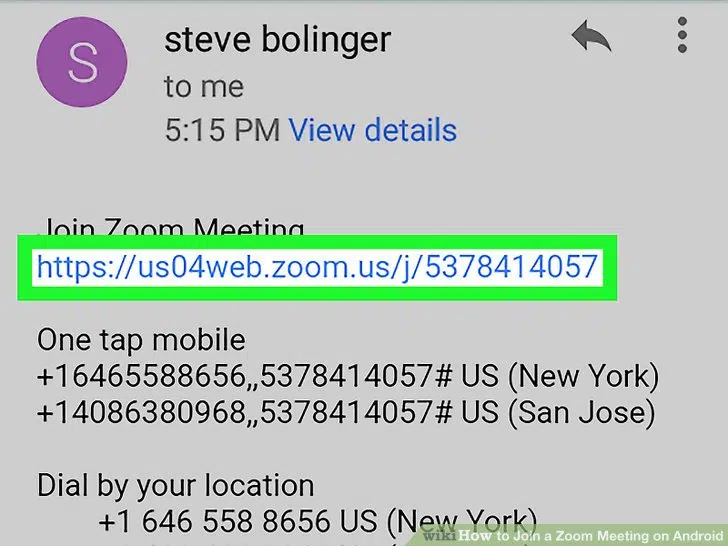 S
steve bolinger
to me
5:15 PM View details
Join Zoom Meeting
https://us04web.zoom.us/j/5378414057
One tap mobile
+16465588656,,5378414057# US (New York)
+14086380968,,5378414057# US (San Jose)
Dial by your location
+1 646 558 8656 US (New York)
wikiHow to Join a Zoom Meeting on Android